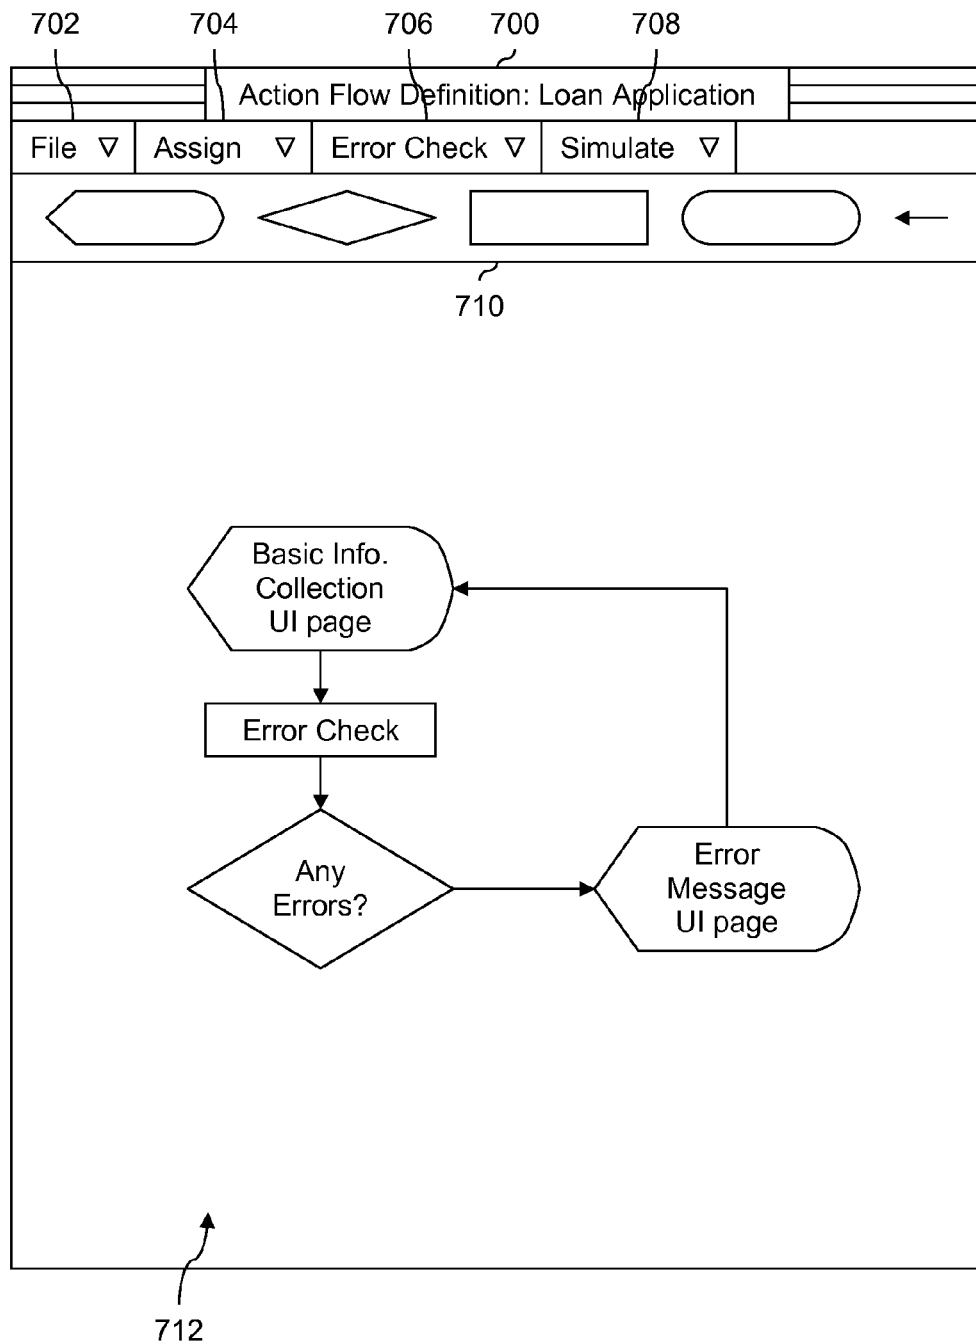 702 704 706 700 708
Action Flow Definition: Loan Application
File Assign Error Check Simulate
710
Basic Info.
Collection
UI page
Error Check
Any
Errors?
Error
Message
UI page
712